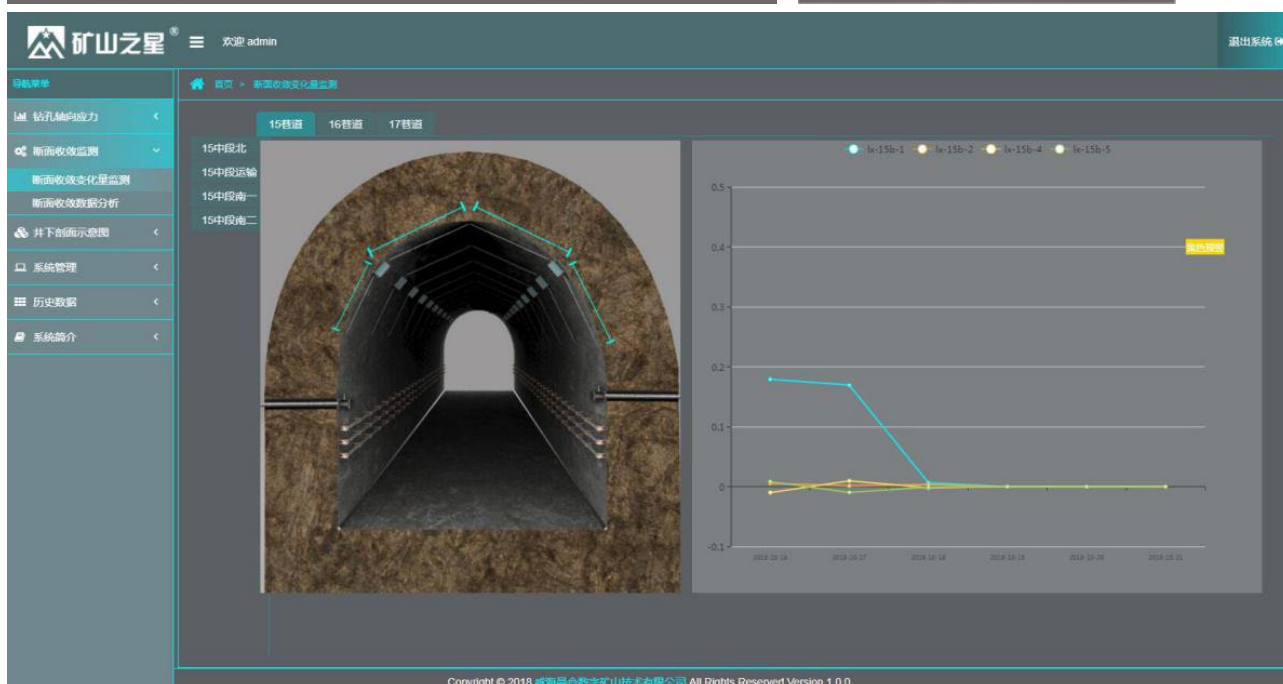 矿山之星®
欢迎 admin
退出系统
导航菜单
首页 > 断面收敛变化量监测
钻孔轴向应力
断面收敛监测
断面收敛变化量监测
断面收敛数据分析
井下剖面示意图
系统管理
历史数据
系统简介
15巷道 16巷道 17巷道
15中段北
15中段运输
15中段南一
15中段南二
lx-15b-1 lx-15b-2 lx-15b-4 lx-15b-5
0.5
0.4
0.3
0.2
0.1
0
-0.1
Copyright © 2018 All Rights Reserved Version 1.0.0